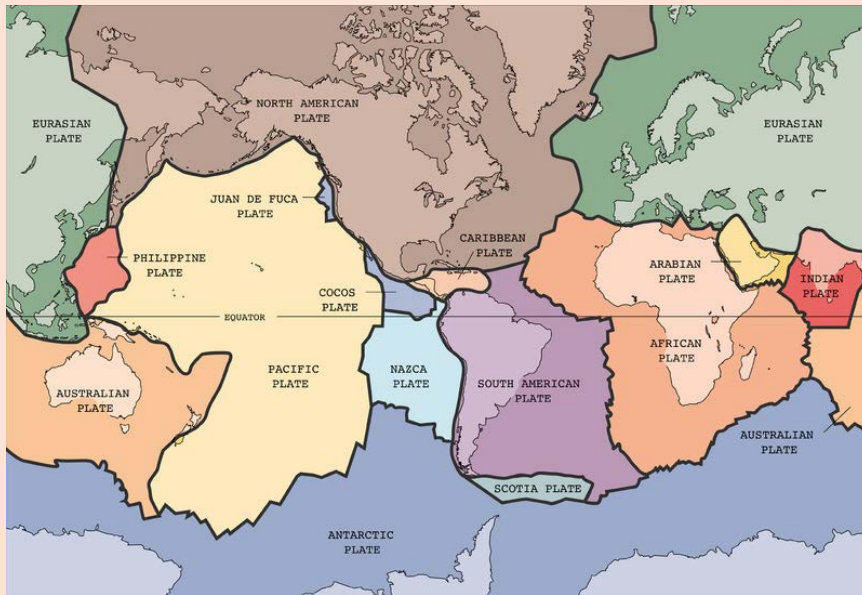 NORTH AMERICAN
PLATE
EURASIAN
PLATE
EURASIAN
PLATE
JUAN DE FUCA
PLATE
CARIBBEAN
PLATE
PHILIPPINE
PLATE
ARABIAN
PLATE
INDIAN
PLATE
COCOS
PLATE
EQUATOR
AFRICAN
PLATE
PACIFIC
PLATE
NAZCA
PLATE
SOUTH AMERICAN
PLATE
AUSTRALIAN
PLATE
AUSTRALIAN
PLATE
SCOTIA PLATE
ANTARCTIC
PLATE